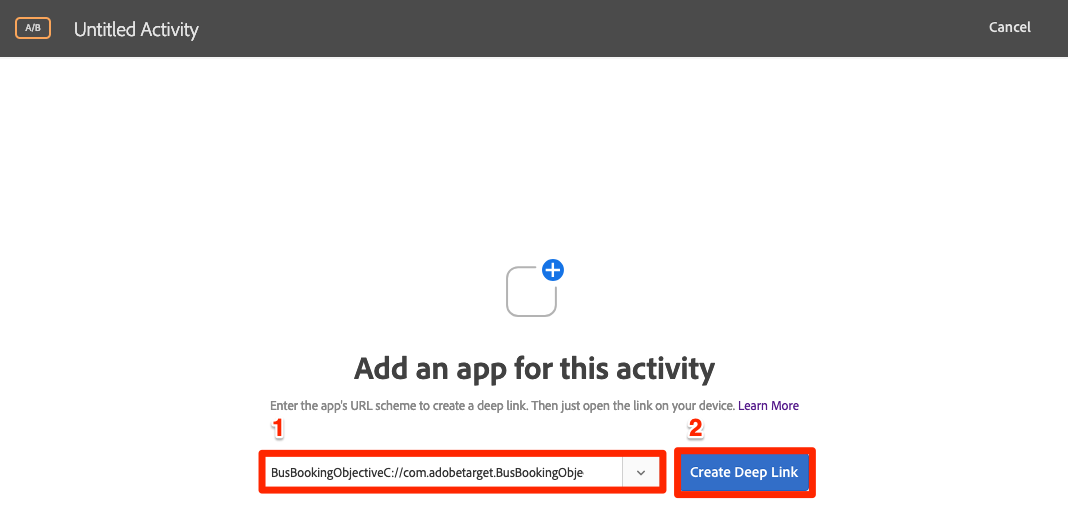 A/B Untitled Activity Cancel
Add an app for this activity
Enter the app's URL scheme to create a deep link. Then just open the link on your device. Learn More
1 2
BusBookingObjectiveC://com.adobetarget.BusBookingObje Create Deep Link